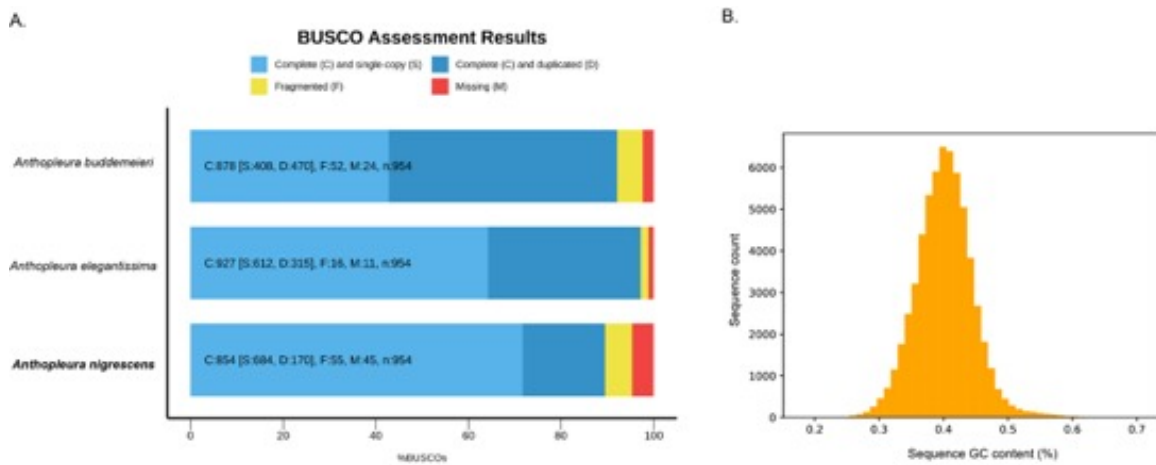 A.
BUSCO Assessment Results
Complete (C) and single-copy (S) Complete (C) and duplicated (D)
Fragmented (F) Missing (M)
Anthopleura buddemeieri
C:878 [S:408, D:470], F:52, M:24, n:954
Anthopleura elegantissima
C:927 [S:612, D:315], F:16, M:11, n:954
Anthopleura nigrescens
C:854 [S:684, D:170], F:55, M:45, n:954
0 20 40 60 80 100
%BUSCOs
B.
6000
5000
4000
3000
2000
1000
0
Sequence count
0.2 0.3 0.4 0.5 0.6 0.7
Sequence GC content (%)